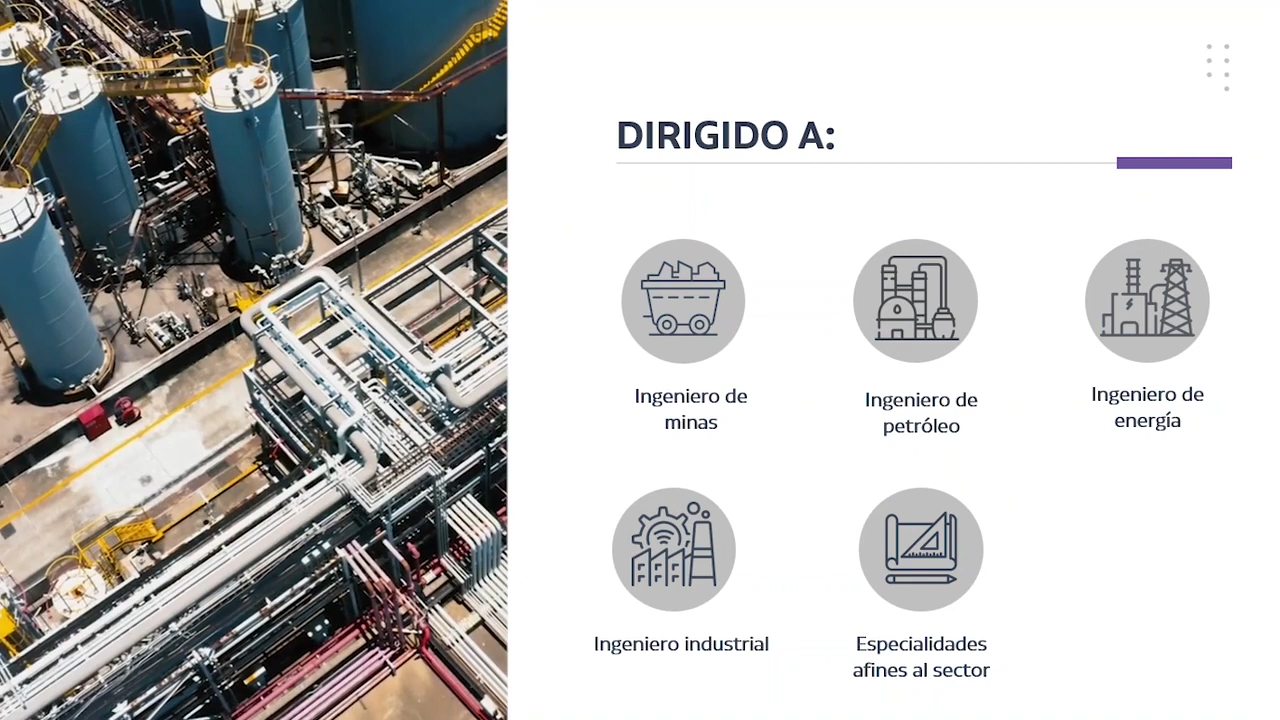 DIRIGIDO A:
Ingeniero de
minas
Ingeniero de
petróleo
Ingeniero de
energía
Ingeniero industrial
Especialidades
afines al sector